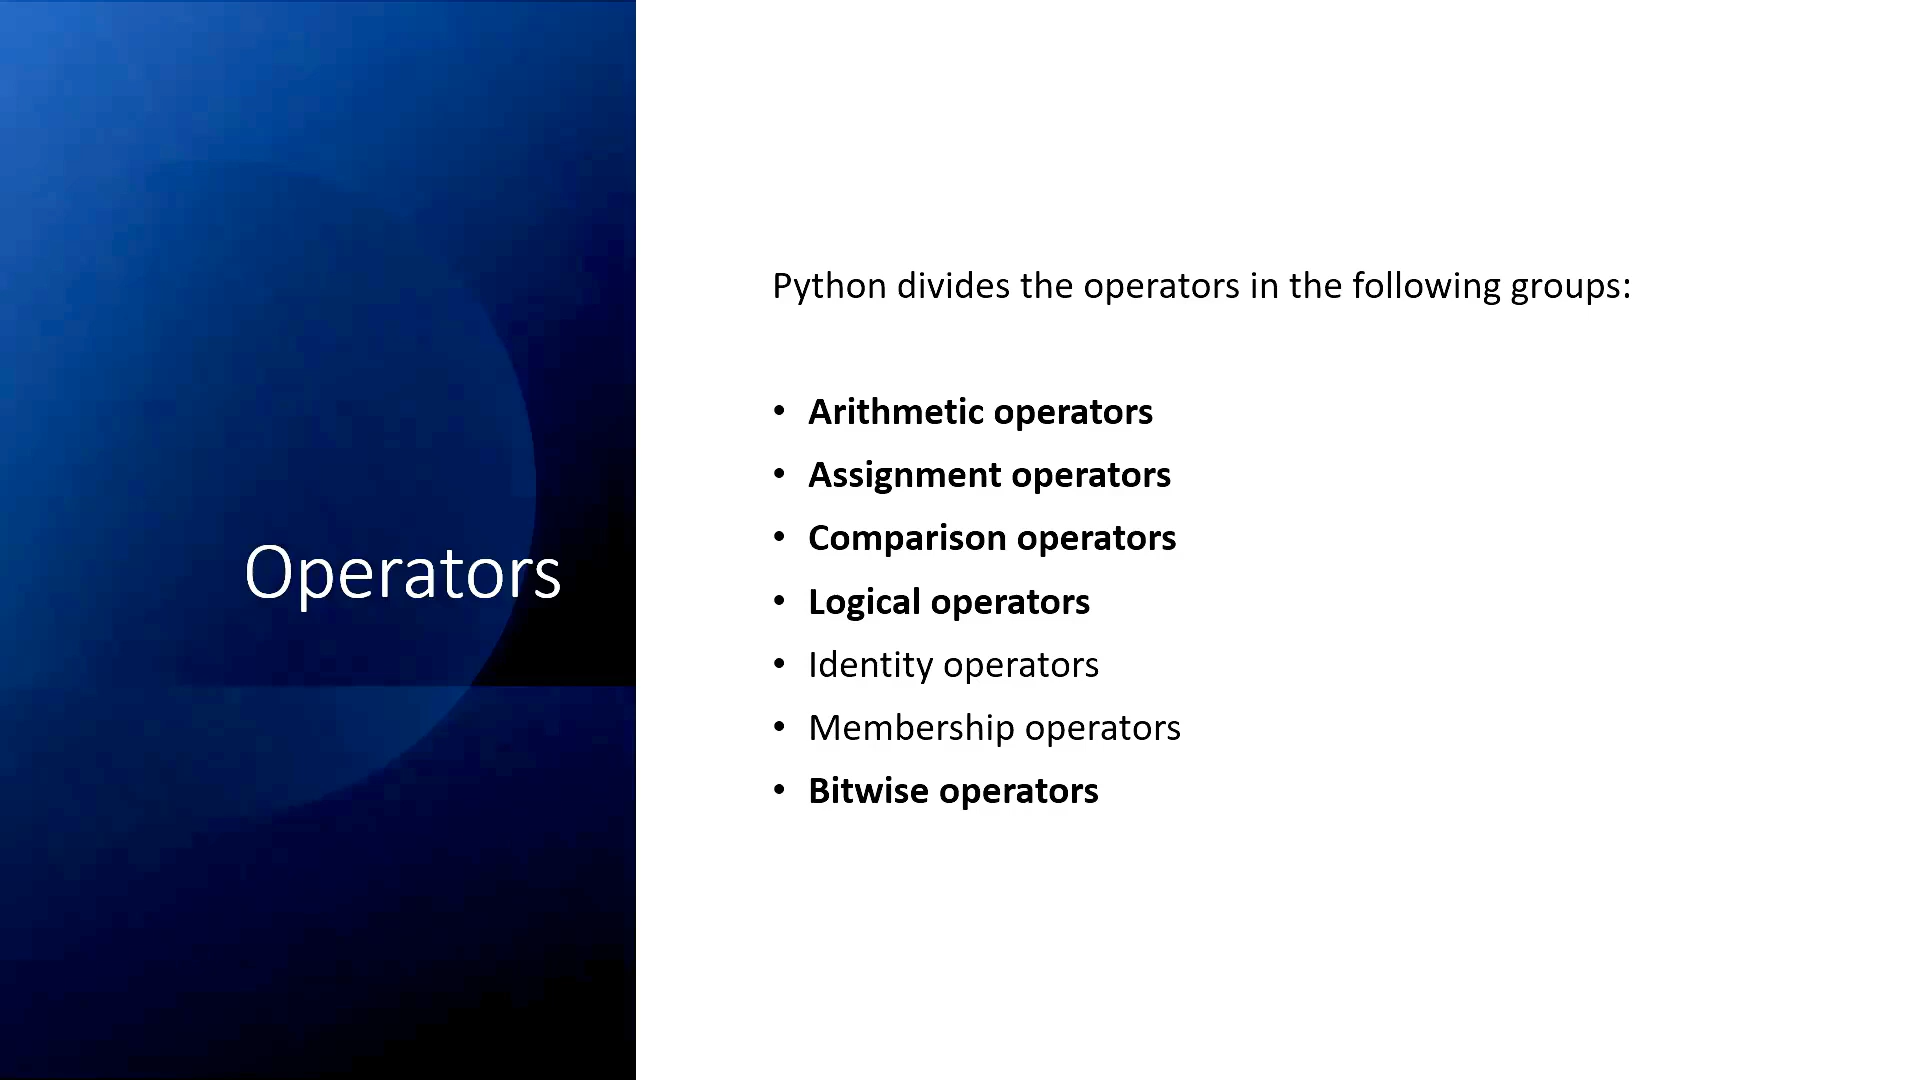 Operators
Python divides the operators in the following groups:
• Arithmetic operators
• Assignment operators
• Comparison operators
• Logical operators
• Identity operators
• Membership operators
• Bitwise operators